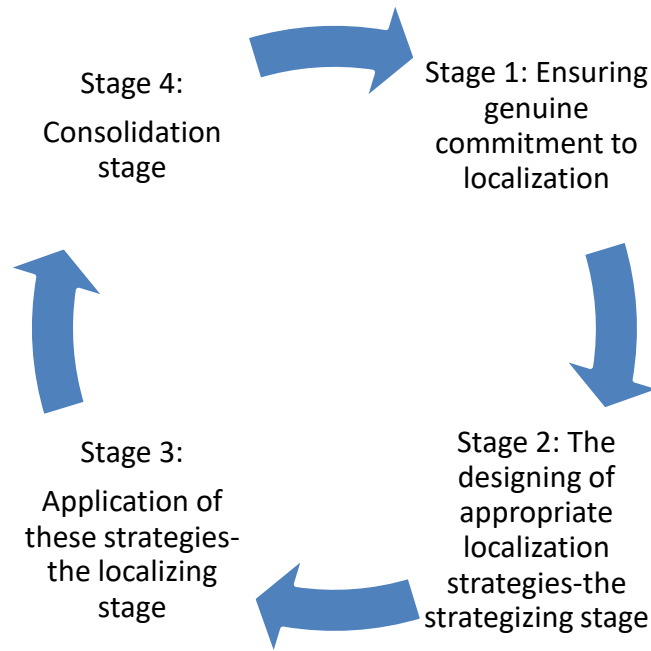 Stage 1: Ensuring
genuine
commitment to
localization
Stage 2: The
designing of
appropriate
localization
strategies-the
strategizing stage
Stage 3:
Application of
these strategies-
the localizing
stage
Stage 4:
Consolidation
stage